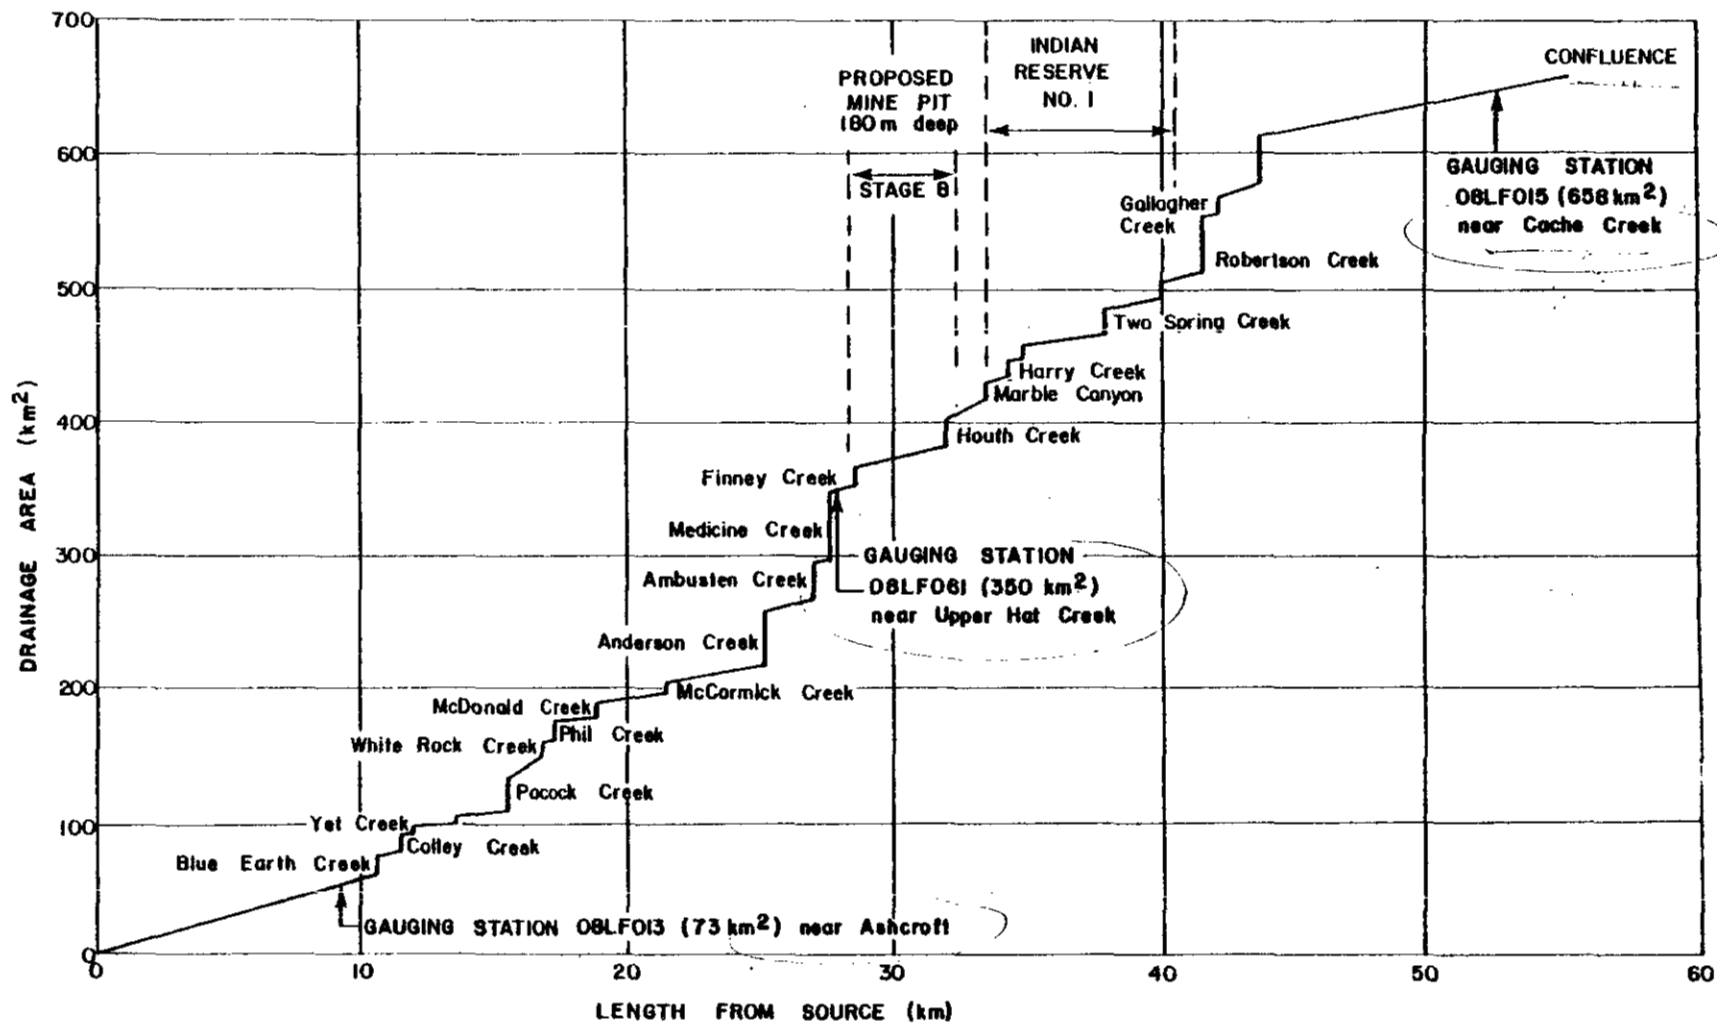 700
600
500
400
300
200
100
0
DRAINAGE AREA (km²)
0
10
20
30
40
50
60
LENGTH FROM SOURCE (km)
PROPOSED
MINE PIT
180 m deep
STAGE 8
INDIAN
RESERVE
NO. 1
CONFLUENCE
GAUGING STATION
08LF015 (658 km²)
near Cache Creek
Gallagher
Creek
Robertson Creek
Two Spring Creek
Harry Creek
Marble Canyon
Houth Creek
Finney Creek
Medicine Creek
GAUGING STATION
08LF061 (350 km²)
near Upper Hat Creek
Ambusten Creek
Anderson Creek
McCormick Creek
McDonald Creek
Phil Creek
White Rock Creek
Pocock Creek
Yet Creek
Colley Creek
Blue Earth Creek
GAUGING STATION 08LF013 (73 km²) near Ashcroft